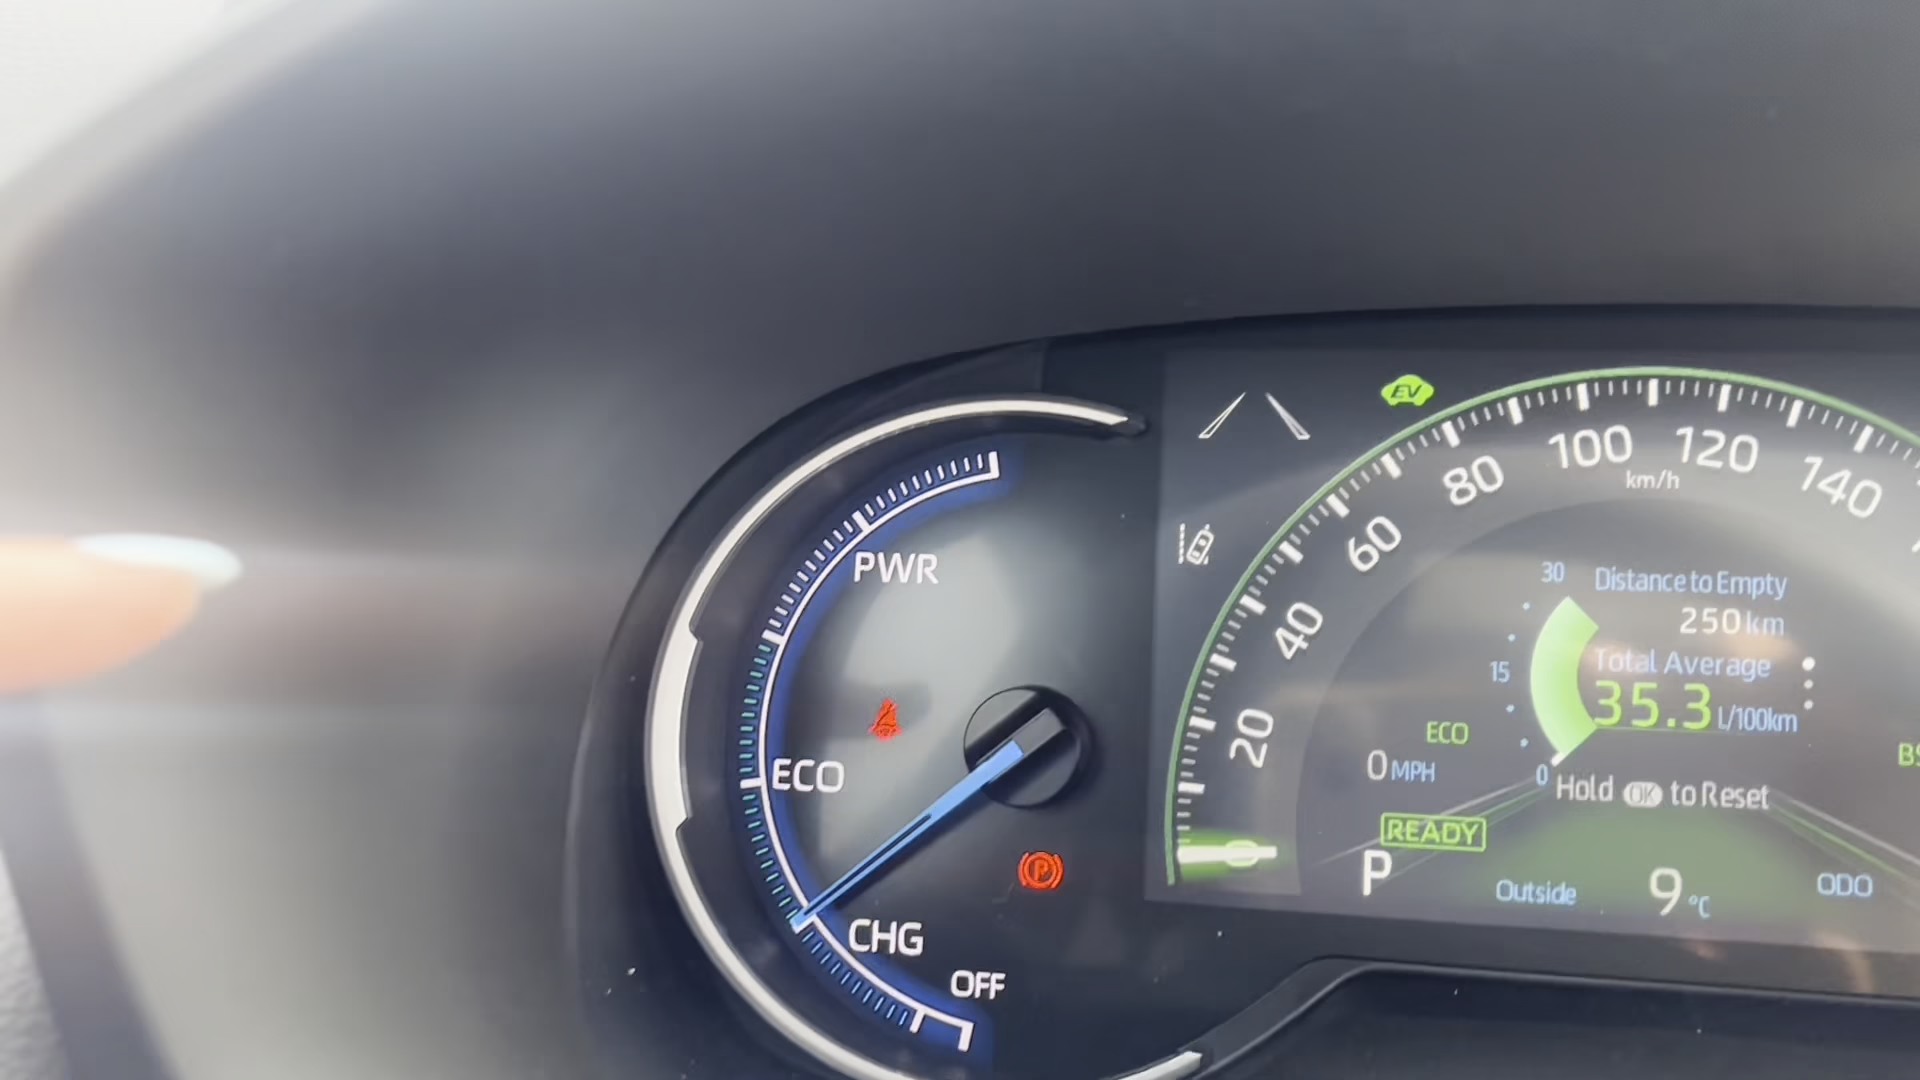 PWR
ECO
CHG
OFF
EV
20
40
60
80
100
120
140
km/h
30
15
0
Distance to Empty
250 km
Total Average
35.3 L/100km
Hold OK to Reset
ECO
0 MPH
READY
P
Outside
9 °C
ODO
P